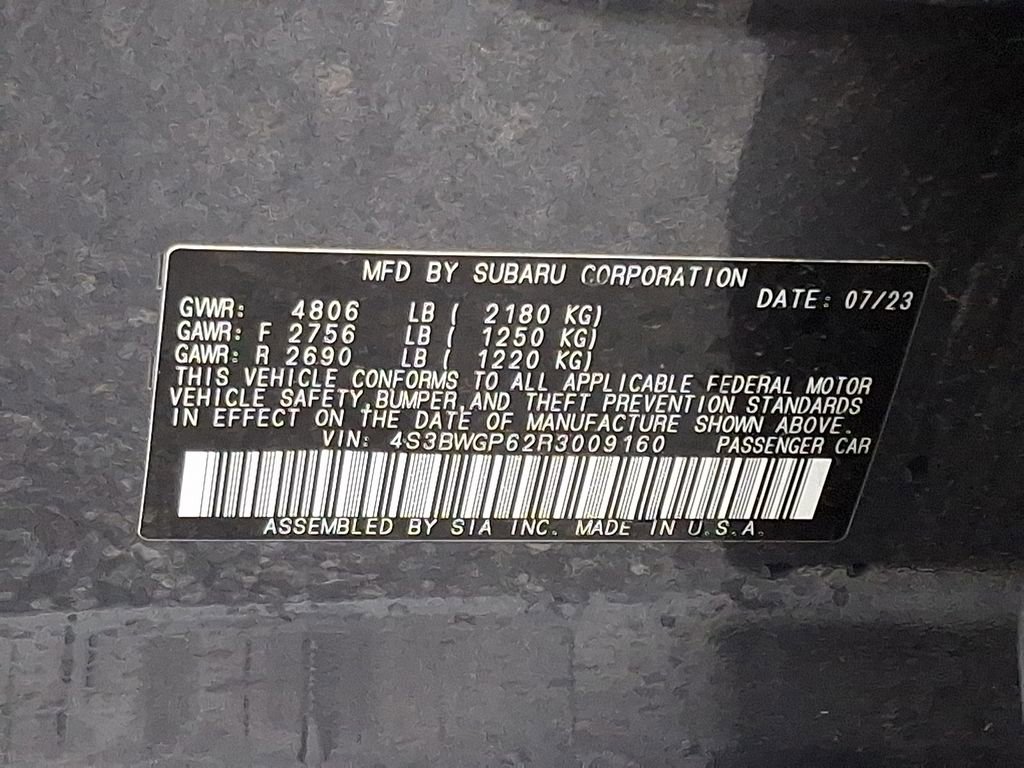 MFD BY SUBARU CORPORATION
DATE: 07/23
GVWR: 4806 LB ( 2180 KG)
GAWR: F 2756 LB ( 1250 KG)
GAWR: R 2690 LB ( 1220 KG)
THIS VEHICLE CONFORMS TO ALL APPLICABLE FEDERAL MOTOR
VEHICLE SAFETY, BUMPER, AND THEFT PREVENTION STANDARDS
IN EFFECT ON THE DATE OF MANUFACTURE SHOWN ABOVE.
VIN: 4S3BWGP62R3009160 PASSENGER CAR
ASSEMBLED BY SIA INC. MADE IN U.S.A.